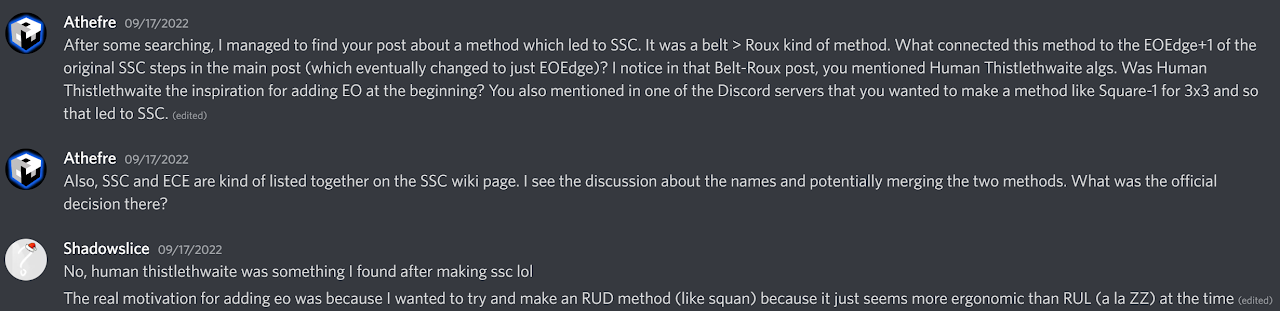 Athefre 09/17/2022
After some searching, I managed to find your post about a method which led to SSC. It was a belt > Roux kind of method. What connected this method to the EOEdge+1 of the
original SSC steps in the main post (which eventually changed to just EOEdge)? I notice in that Belt-Roux post, you mentioned Human Thistlethwaite algs. Was Human
Thistlethwaite the inspiration for adding EO at the beginning? You also mentioned in one of the Discord servers that you wanted to make a method like Square-1 for 3x3 and so
that led to SSC. (edited)
Athefre 09/17/2022
Also, SSC and ECE are kind of listed together on the SSC wiki page. I see the discussion about the names and potentially merging the two methods. What was the official
decision there?
Shadowslice 09/17/2022
No, human thistlethwaite was something I found after making ssc lol
The real motivation for adding eo was because I wanted to try and make an RUD method (like squan) because it just seems more ergonomic than RUL (a la ZZ) at the time (edited)